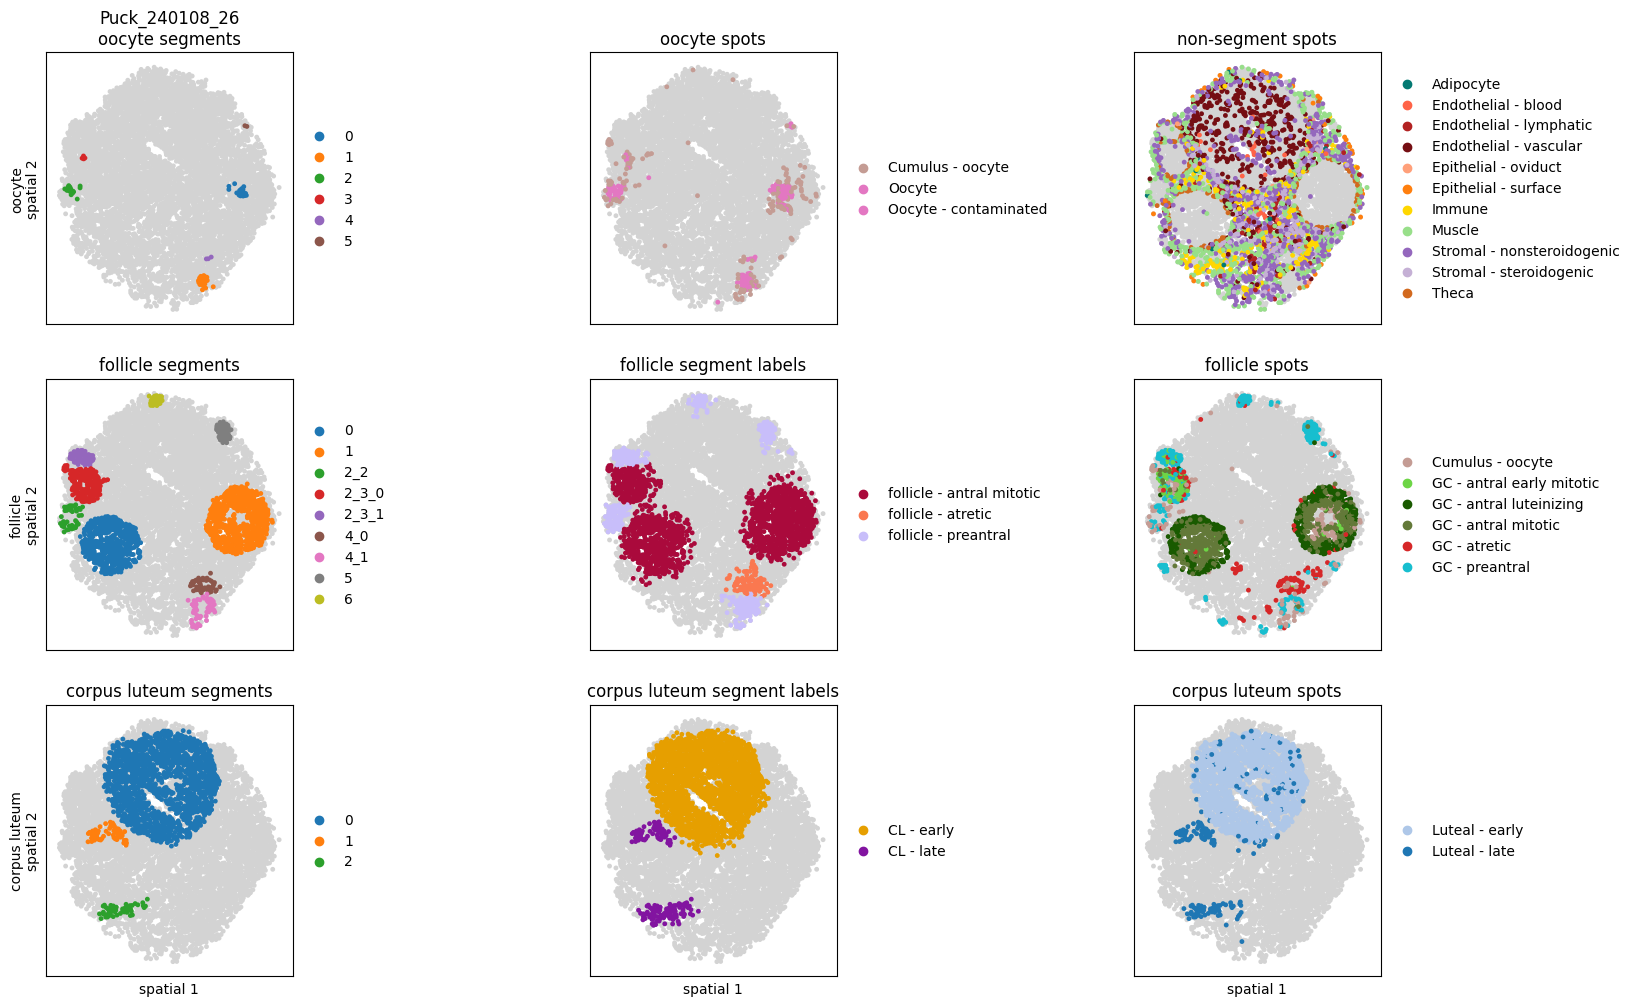 Puck_240108_26
oocyte segments
oocyte spots
non-segment spots
oocyte
spatial 2
0
1
2
3
4
5
Cumulus - oocyte
Oocyte
Oocyte - contaminated
Adipocyte
Endothelial - blood
Endothelial - lymphatic
Endothelial - vascular
Epithelial - oviduct
Epithelial - surface
Immune
Muscle
Stromal - nonsteroidogenic
Stromal - steroidogenic
Theca
follicle segments
follicle segment labels
follicle spots
follicle
spatial 2
0
1
2_2
2_3_0
2_3_1
4_0
4_1
5
6
follicle - antral mitotic
follicle - atretic
follicle - preantral
Cumulus - oocyte
GC - antral early mitotic
GC - antral luteinizing
GC - antral mitotic
GC - atretic
GC - preantral
corpus luteum segments
corpus luteum segment labels
corpus luteum spots
corpus luteum
spatial 2
0
1
2
CL - early
CL - late
Luteal - early
Luteal - late
spatial 1
spatial 1
spatial 1